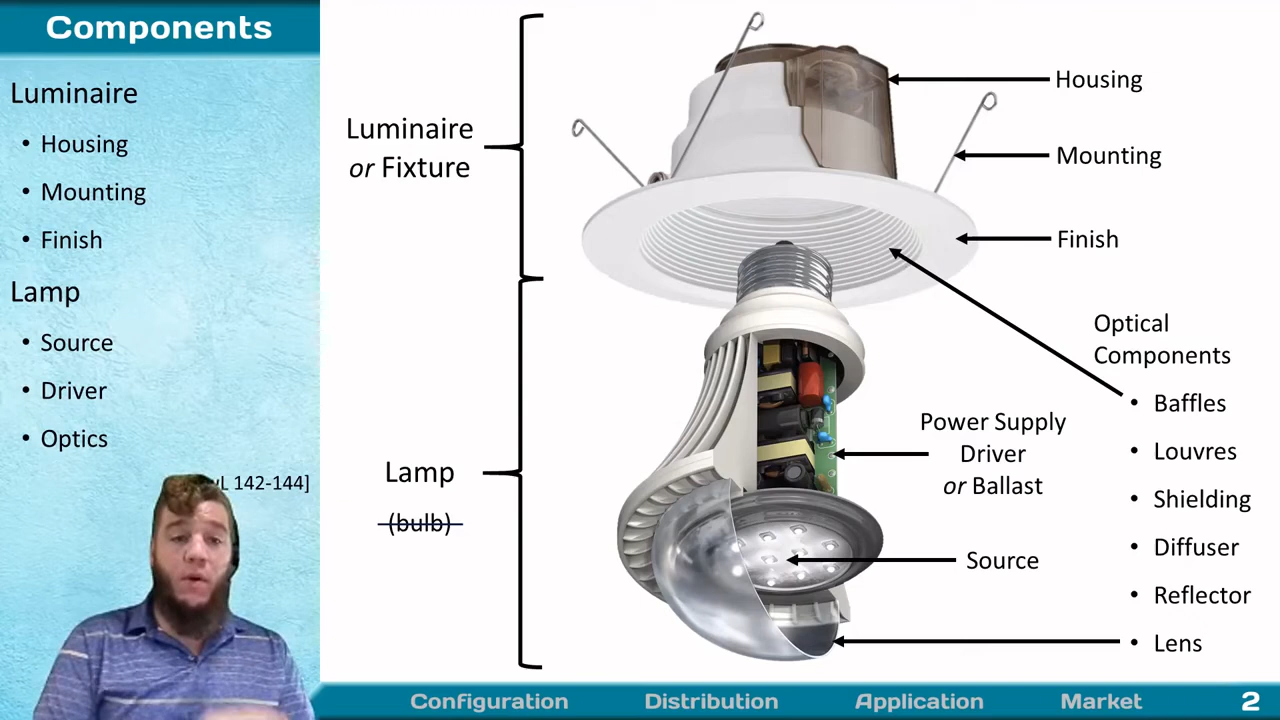 Components
Luminaire
• Housing
• Mounting
• Finish
Lamp
• Source
• Driver
• Optics
L 142-144]
Luminaire
or Fixture
Lamp
(bulb)
Housing
Mounting
Finish
Optical
Components
• Baffles
• Louvres
• Shielding
• Diffuser
• Reflector
• Lens
Power Supply
Driver
or Ballast
Source
Configuration
Distribution
Application
Market
2